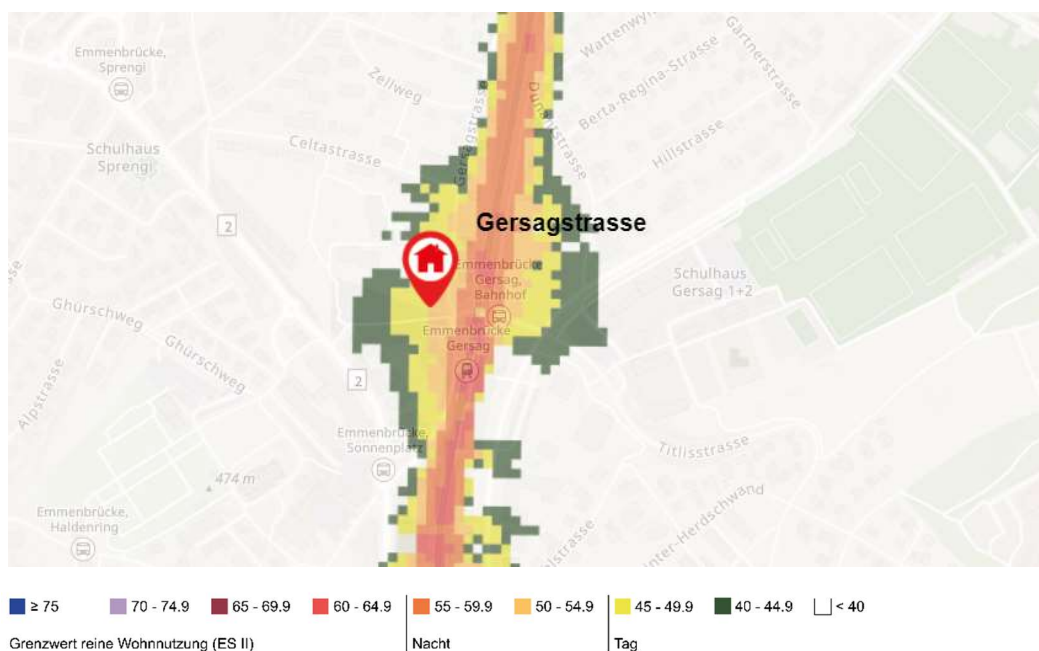 Emmenbrücke,
Sprengi
Wattenwyl
Gärtnerstrasse
Zellweg
Berta-Regina-Strasse
Gersagstrasse
Celtastrasse
Hillstrasse
Schulhaus
Sprengi
2
Gersagstrasse
Emmenbrücke
Gersag,
Bahnhof
Schulhaus
Gersag 1+2
Ghürschweg
Emmenbrücke
Gersag
Ghürschweg
Alpstrasse
2
Emmenbrücke,
Sonnenplatz
Titlisstrasse
474 m
Emmenbrücke,
Haldenring
nter-Herdschwand
≥ 75 70 - 74.9 65 - 69.9 60 - 64.9 55 - 59.9 50 - 54.9 45 - 49.9 40 - 44.9 < 40
Grenzwert reine Wohnnutzung (ES II) Nacht Tag